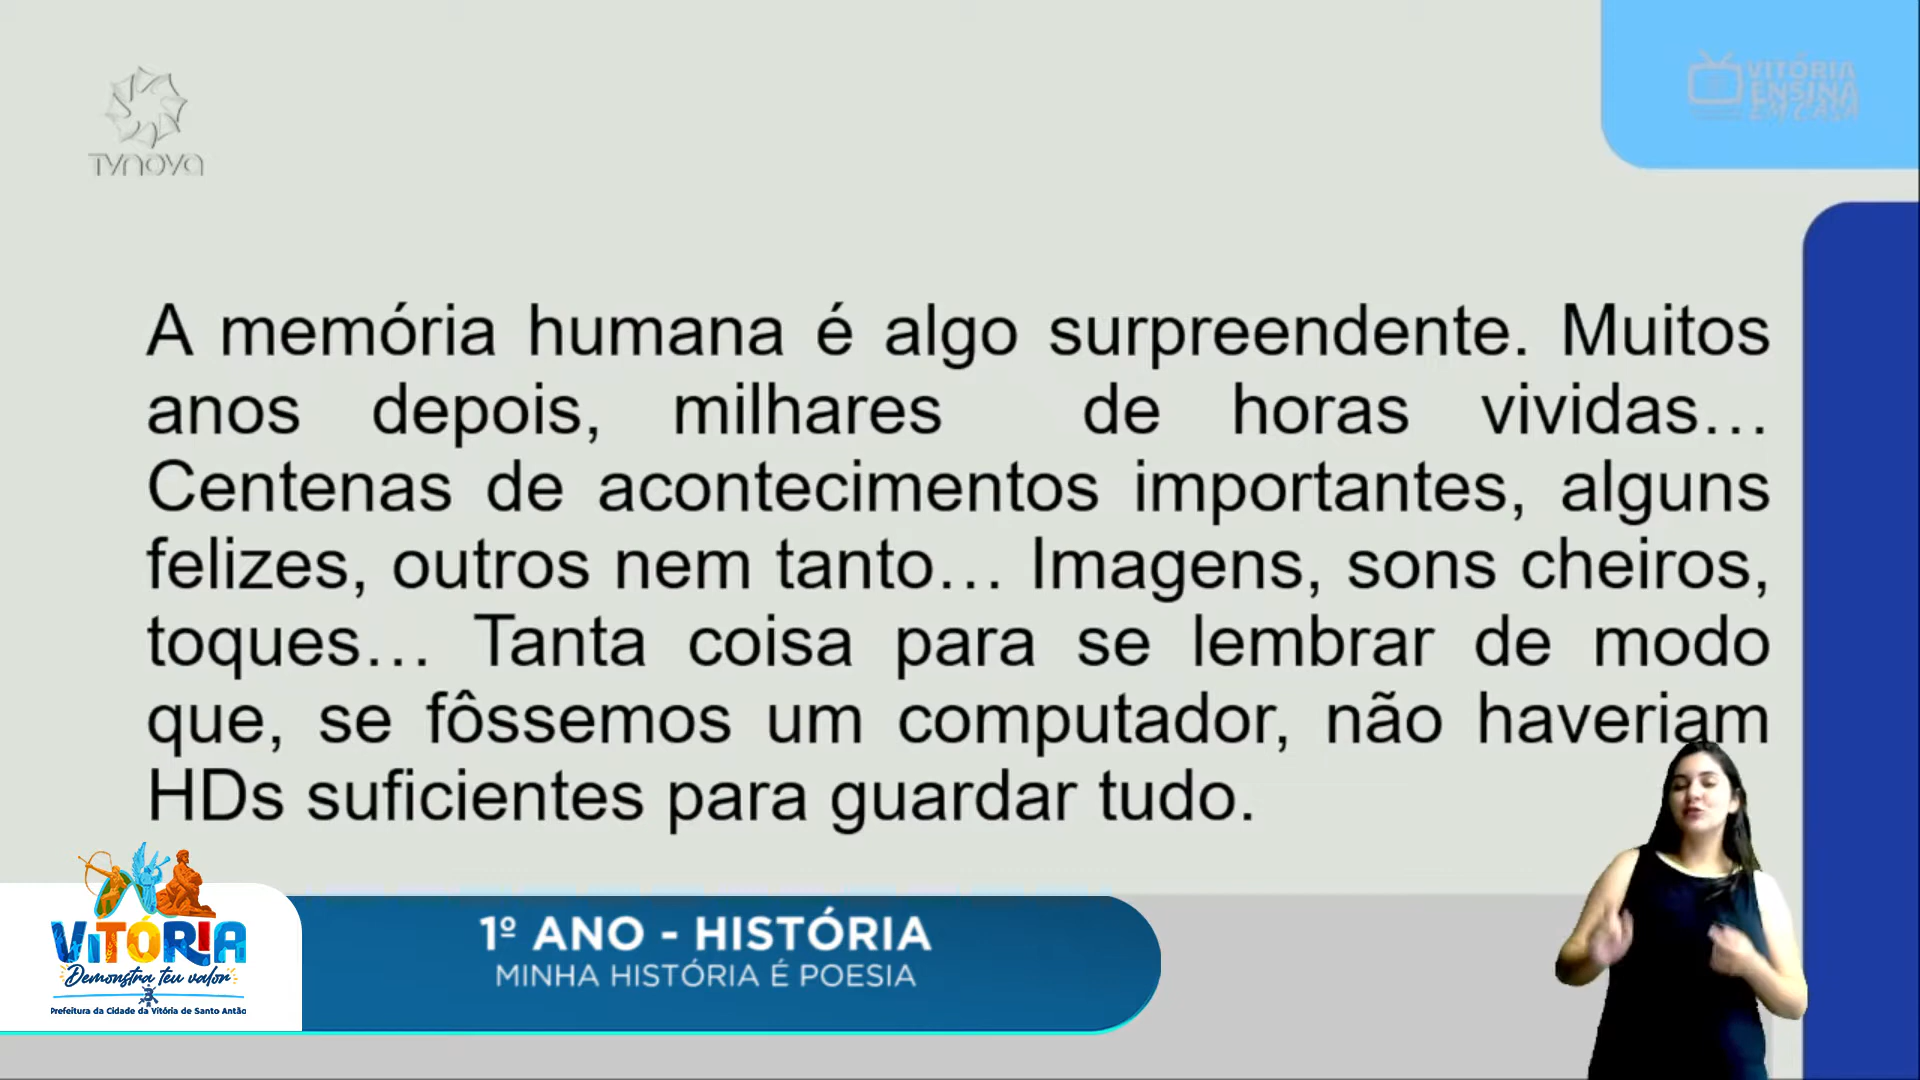 TVNOVA
VITÓRIA
ENSINA
EM CASA
A memória humana é algo surpreendente. Muitos
anos depois, milhares de horas vividas…
Centenas de acontecimentos importantes, alguns
felizes, outros nem tanto… Imagens, sons cheiros,
toques… Tanta coisa para se lembrar de modo
que, se fôssemos um computador, não haveriam
HDs suficientes para guardar tudo.
VITÓRIA
Demonstra teu valor
Prefeitura da Cidade da Vitória de Santo Antão
1º ANO - HISTÓRIA
MINHA HISTÓRIA É POESIA